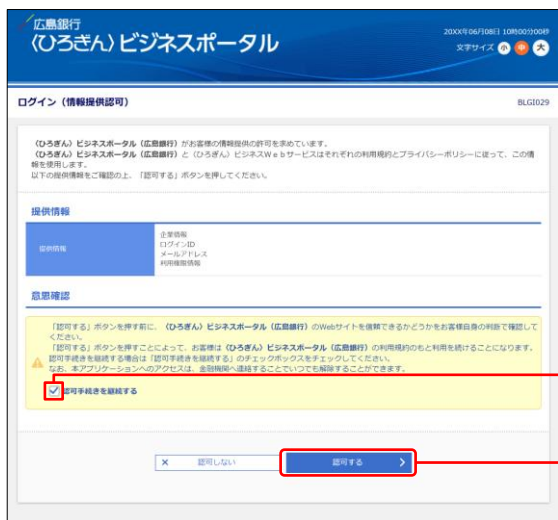 広島銀行
〈ひろぎん〉ビジネスポータル
20XX年06月08日 10時00分00秒
文字サイズ 小 中 大
ログイン（情報提供認可）
BLGI029
〈ひろぎん〉ビジネスポータル（広島銀行）がお客様の情報提供の許可を求めています。
〈ひろぎん〉ビジネスポータル（広島銀行）と〈ひろぎん〉ビジネスＷｅｂサービスはそれぞれの利用規約とプライバシーポリシーに従って、この情
報を使用します。
以下の提供情報をご確認の上、「認可する」ボタンを押してください。
提供情報
提供情報
企業情報
ログインID
メールアドレス
利用権限情報
意思確認
「認可する」ボタンを押す前に、〈ひろぎん〉ビジネスポータル（広島銀行）のWebサイトを信頼できるかどうかをお客様自身の判断で確認して
ください。
「認可する」ボタンを押すことによって、お客様は〈ひろぎん〉ビジネスポータル（広島銀行）の利用規約のもと利用を続けることになります。
認可手続きを継続する場合は「認可手続きを継続する」のチェックボックスをチェックしてください。
なお、本アプリケーションへのアクセスは、金融機関へ連絡することでいつでも解除することができます。
認可手続きを継続する
認可しない
認可する